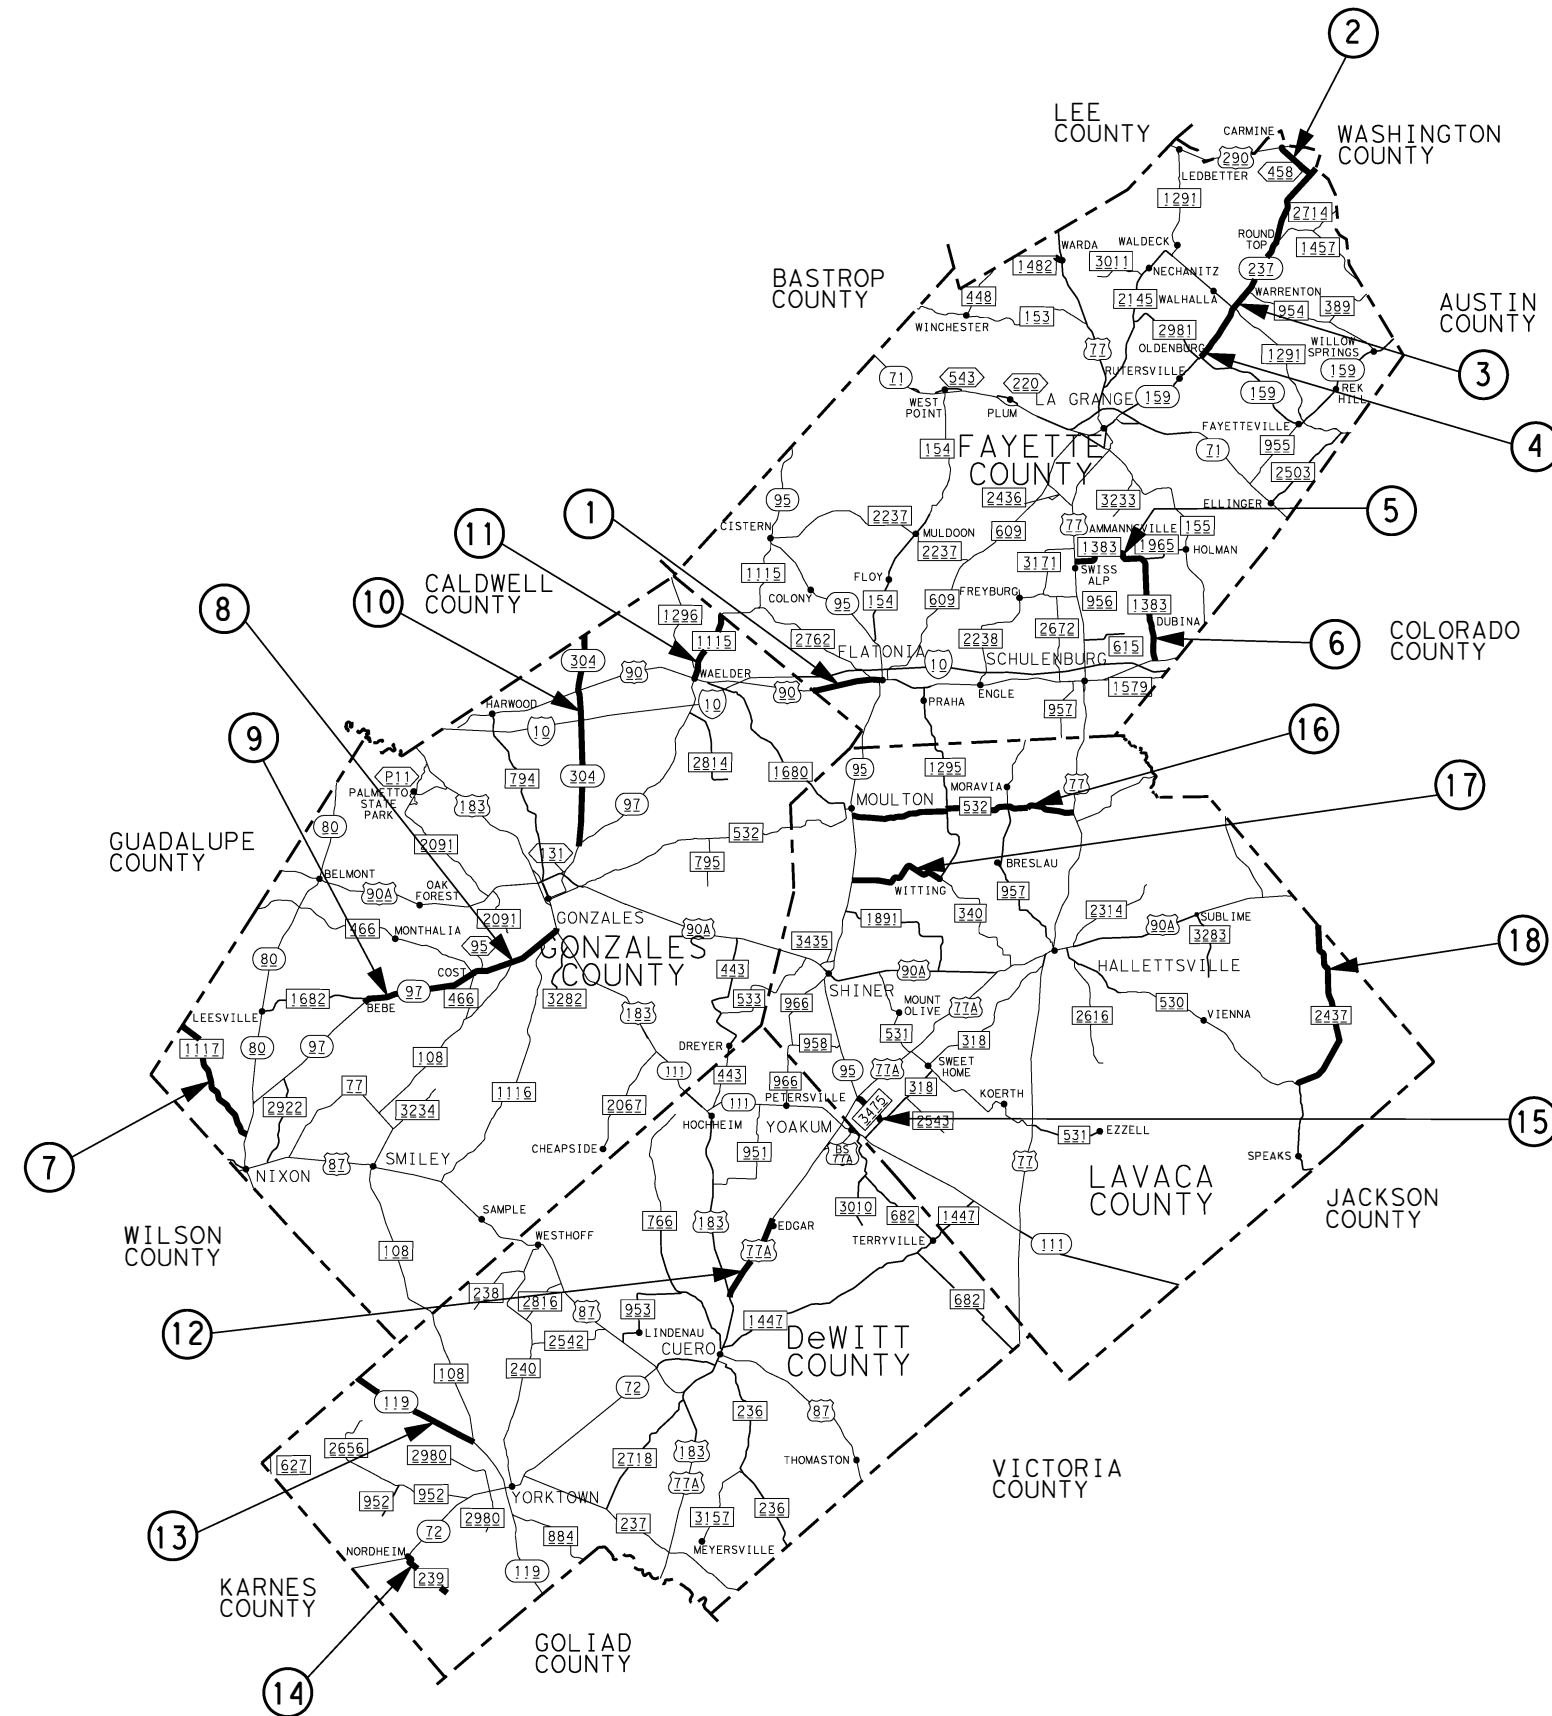 2
LEE
COUNTY
CARMINE
WASHINGTON
COUNTY
290
LEDBETTER
458
1291
2714
ROUND
TOP
1457
WARDA
WALDECK
1482
3011
NECHANITZ
237
BASTROP
COUNTY
448
2145
WALHALLA
WARRENTON
389
954
AUSTIN
COUNTY
WINCHESTER
153
2981
77
OLDENBURG
1291
WILLOW
SPRINGS
3
71
543
220
RUTERSVILLE
159
WEST
POINT
PLUM
LA GRANGE
159
159
REK
HILL
FAYETTEVILLE
4
154
FAYETTE
COUNTY
71
955
2503
95
2436
3233
ELLINGER
1
11
CISTERN
2237
MULDOON
609
77
AMMANNSVILLE
155
5
2237
1383
1965
HOLMAN
1115
FLOY
3171
SWISS
ALP
CALDWELL
COUNTY
10
COLONY
95
154
609
FREYBURG
956
1383
8
1296
1115
2762
2238
2672
DUBINA
615
6
COLORADO
COUNTY
304
90
WAELDER
FLATONIA
10
SCHULENBURG
90
ENGLE
1579
HARWOOD
10
10
PRAHA
957
9
16
2814
1680
95
1295
P11
794
304
MORAVIA
77
17
PALMETTO
STATE
PARK
183
97
MOULTON
532
GUADALUPE
COUNTY
80
2091
532
131
795
BRESLAU
BELMONT
OAK
FOREST
90A
WITTING
957
2091
GONZALES
1891
340
2314
466
MONTHALIA
95
90A
SUBLIME
90A
3283
GONZALES
COUNTY
3435
18
80
COST
443
90A
HALLETTSVILLE
1682
97
466
3282
SHINER
LEESVILLE
BEBE
533
966
MOUNT
OLIVE
77A
530
VIENNA
183
2616
2437
1117
80
97
DREYER
958
531
318
108
SWEET
HOME
77
111
443
966
95
77A
318
KOERTH
2922
3234
1116
2067
PETERSVILLE
111
3475
2543
15
HOCHHEIM
YOAKUM
531
EZZELL
7
CHEAPSIDE
951
BS
77A
SPEAKS
87
SMILEY
77
NIXON
LAVACA
COUNTY
JACKSON
COUNTY
SAMPLE
766
183
3010
682
1447
EDGAR
WILSON
COUNTY
WESTHOFF
108
77A
TERRYVILLE
111
238
2816
87
953
682
12
2542
LINDENAU
1447
DeWITT
COUNTY
CUERO
108
240
72
119
236
87
2656
2980
2718
183
627
THOMASTON
VICTORIA
COUNTY
77A
952
952
YORKTOWN
13
2980
237
3157
236
72
884
NORDHEIM
MEYERSVILLE
239
119
KARNES
COUNTY
GOLIAD
COUNTY
14